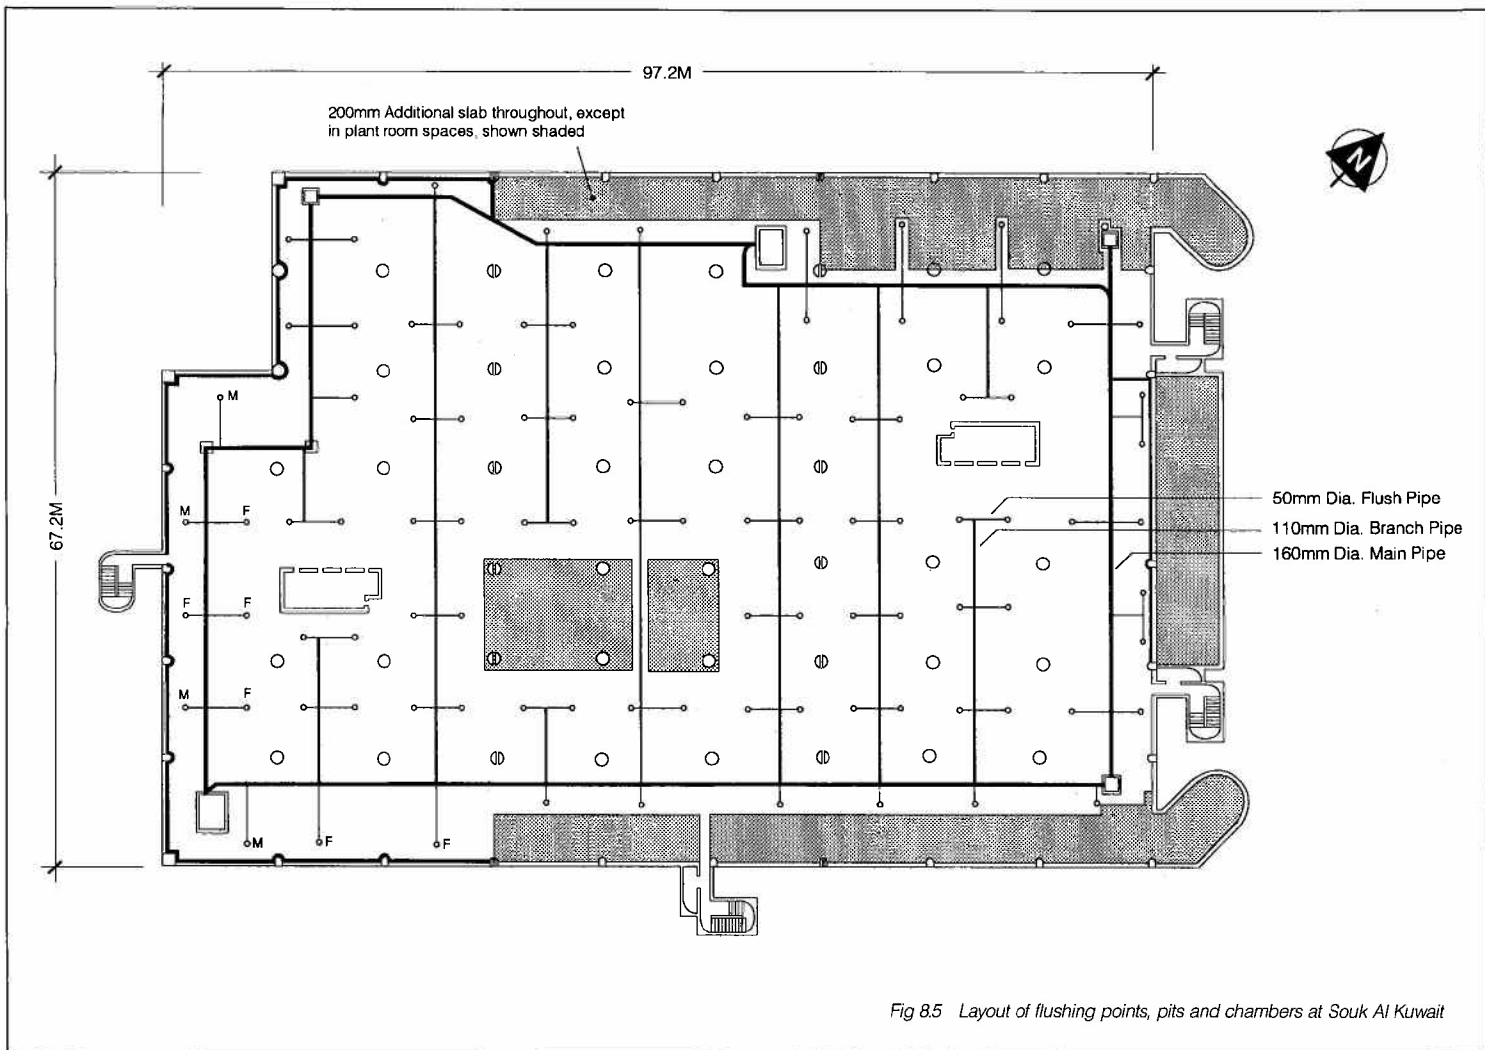 97.2M
200mm Additional slab throughout, except
in plant room spaces, shown shaded
N
M
67.2M
M F
50mm Dia. Flush Pipe
110mm Dia. Branch Pipe
160mm Dia. Main Pipe
F F
M F
M F F
Fig 8.5 Layout of flushing points, pits and chambers at Souk Al Kuwait